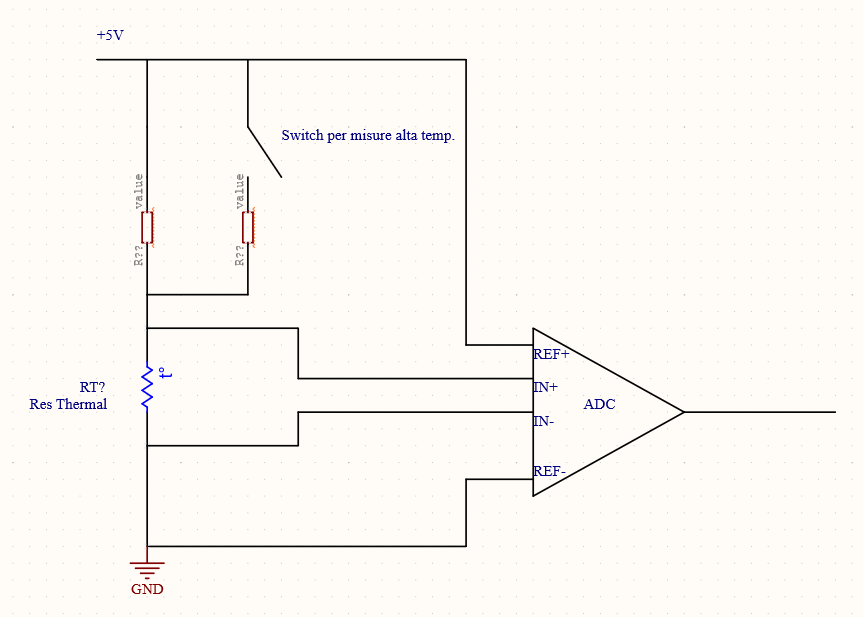 +5V
Switch per misure alta temp.
value
R??
value
R??
RT?
Res Thermal
t°
REF+
IN+
IN-
REF-
ADC
GND